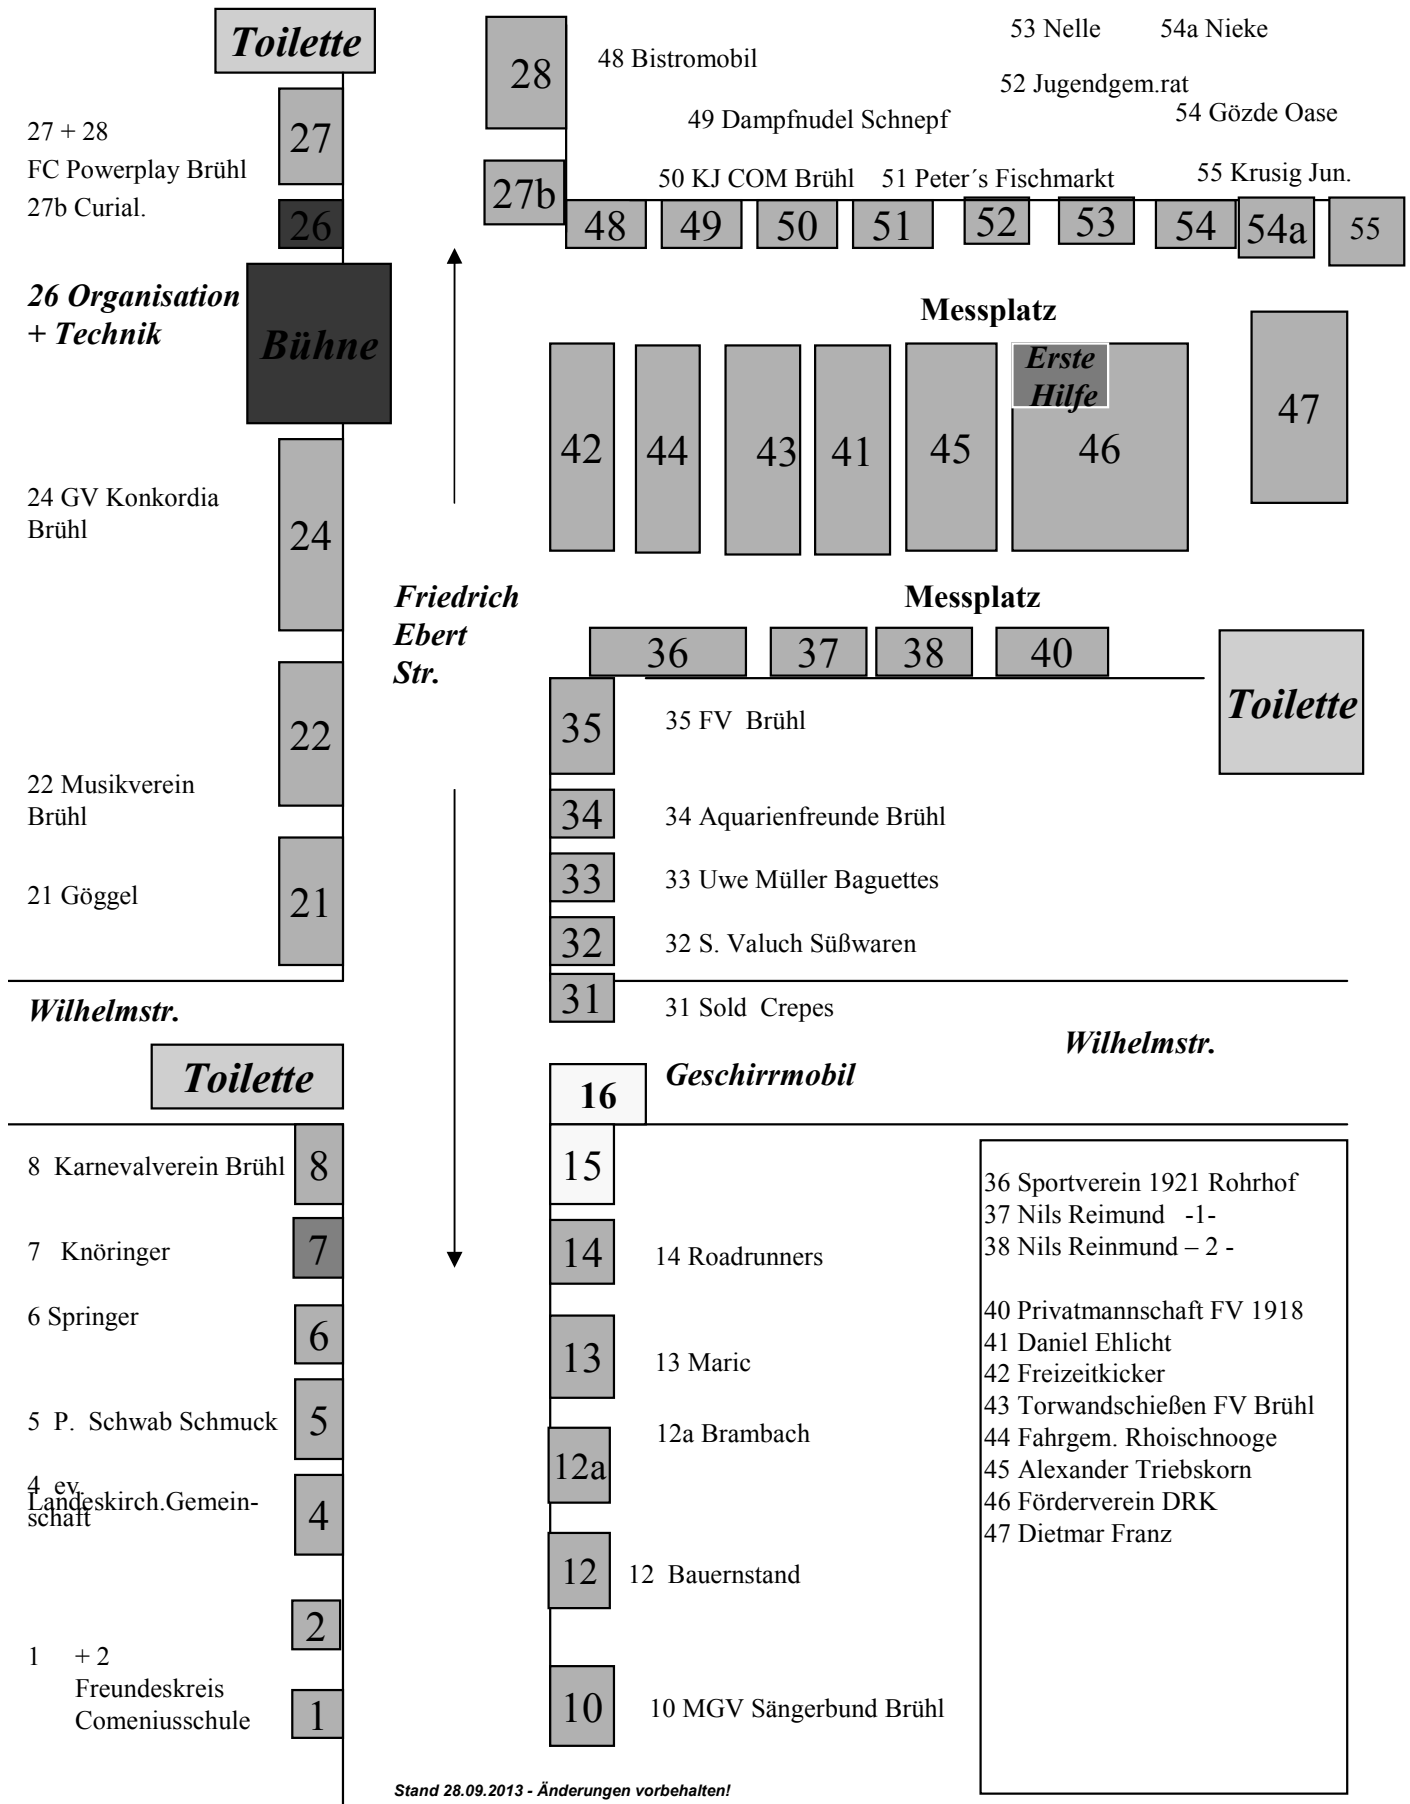 Toilette
28
48 Bistromobil
53 Nelle
54a Nieke
52 Jugendgem.rat
27
27 + 28
FC Powerplay Brühl
27b Curial.
49 Dampfnudel Schnepf
54 Gözde Oase
27b
50 KJ COM Brühl
51 Peter´s Fischmarkt
55 Krusig Jun.
26
48
49
50
51
52
53
54
54a
55
26 Organisation
+ Technik
Bühne
Messplatz
42
44
43
41
45
Erste
Hilfe
46
47
24 GV Konkordia
Brühl
24
Friedrich
Ebert
Str.
Messplatz
36
37
38
40
Toilette
22
22 Musikverein
Brühl
35
35 FV  Brühl
34
34 Aquarienfreunde Brühl
21 Göggel
21
33
33 Uwe Müller Baguettes
32
32 S. Valuch Süßwaren
Wilhelmstr.
31
31 Sold  Crepes
Wilhelmstr.
Toilette
16
Geschirrmobil
8  Karnevalverein Brühl
8
15
7   Knöringer
7
14
14 Roadrunners
6 Springer
6
13
13 Maric
5  P.  Schwab Schmuck
5
12a
12a Brambach
4  ev.
Landeskirch.Gemein-
schaft
4
12
12  Bauernstand
2
1     + 2
Freundeskreis
Comeniusschule
1
10
10 MGV Sängerbund Brühl
36 Sportverein 1921 Rohrhof
37 Nils Reimund   -1-
38 Nils Reinmund – 2 -
40 Privatmannschaft FV 1918
41 Daniel Ehlicht
42 Freizeitkicker
43 Torwandschießen FV Brühl
44 Fahrgem. Rhoischnooge
45 Alexander Triebskorn
46 Förderverein DRK
47 Dietmar Franz
Stand 28.09.2013 - Änderungen vorbehalten!